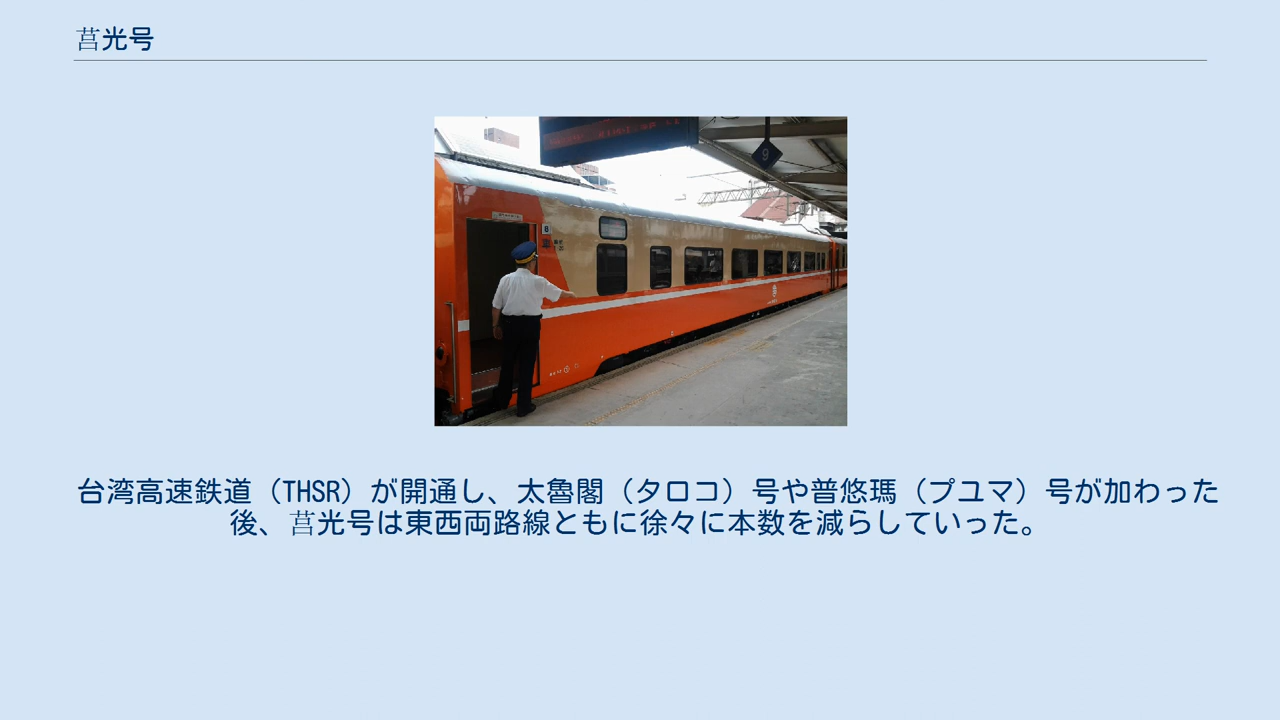 莒光号
9
8
台湾高速鉄道（THSR）が開通し、太魯閣（タロコ）号や普悠瑪（プユマ）号が加わった
後、莒光号は東西両路線ともに徐々に本数を減らしていった。